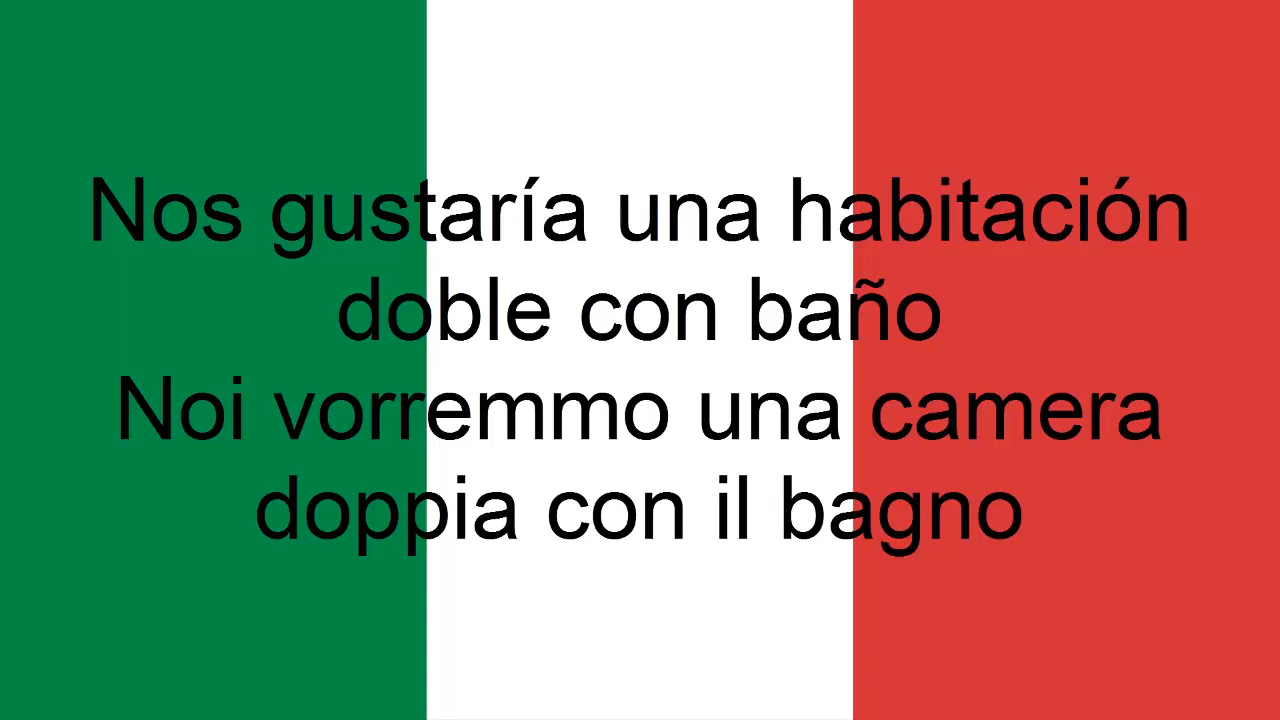 Nos gustaría una habitación
doble con baño
Noi vorremmo una camera
doppia con il bagno